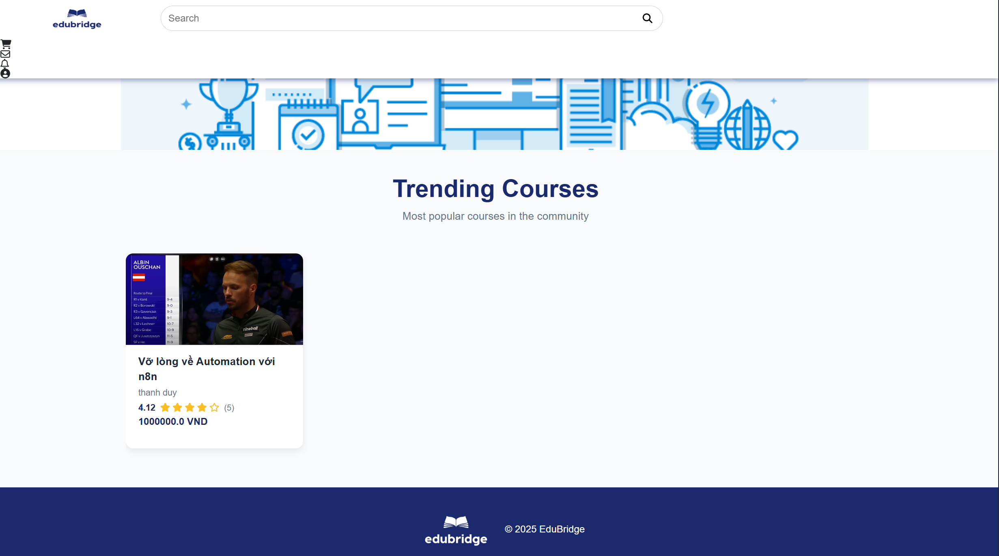 edubridge
Search
Trending Courses
Most popular courses in the community
ALBIN
OUSCHAN
Route to Final
R1 v Kont 9-4
R2 v Borowski 9-0
R3 v Gavenciak 9-3
L64 v Alawadhi 9-1
L32 v Lechner 10-7
L16 v Grabe 10-9
QF v Juszczyszyn 11-5
SF v He 11-9
nineball
Vỡ lòng về Automation với
n8n
thanh duy
4.12 (5)
1000000.0 VND
edubridge
© 2025 EduBridge